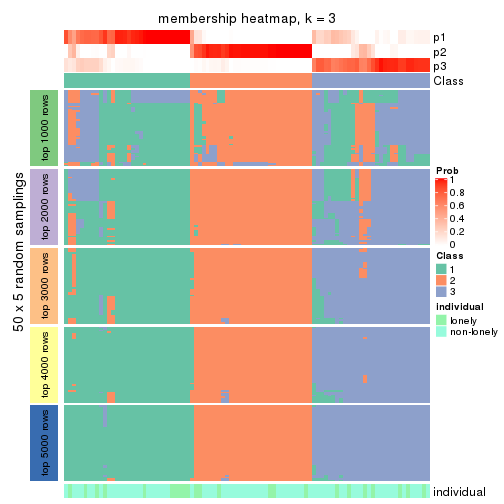 membership heatmap, k = 3
p1
p2
p3
Class
50 x 5 random samplings
top 1000 rows
top 2000 rows
top 3000 rows
top 4000 rows
top 5000 rows
individual
Prob
1
0.8
0.6
0.4
0.2
0
Class
1
2
3
individual
lonely
non-lonely